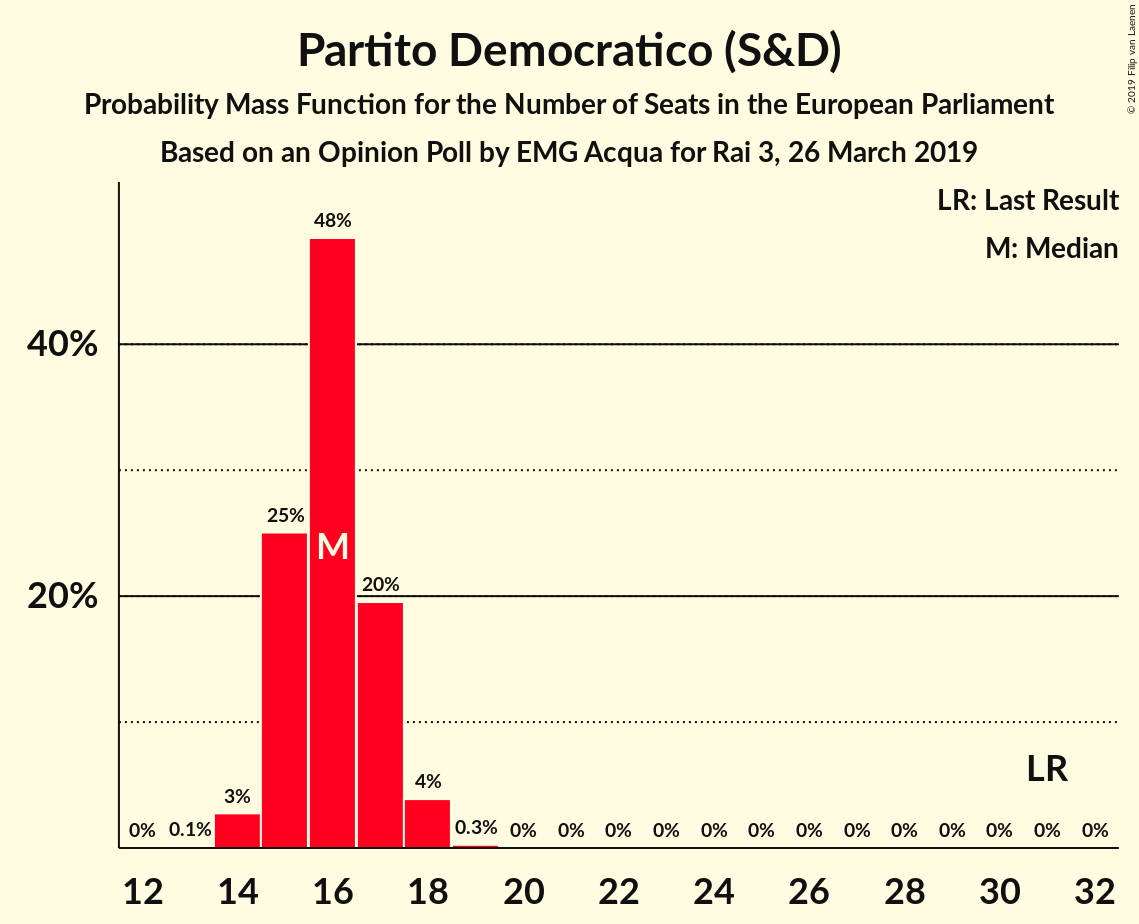 Partito Democratico (S&D)
Probability Mass Function for the Number of Seats in the European Parliament
Based on an Opinion Poll by EMG Acqua for Rai 3, 26 March 2019
© 2019 Filip van Laenen
LR: Last Result
M: Median
40%
20%
0% 0.1% 3% 25% 48% 20% 4% 0.3% 0% 0% 0% 0% 0% 0% 0% 0% 0% 0% 0% 0% 0%
M
LR
12 14 16 18 20 22 24 26 28 30 32